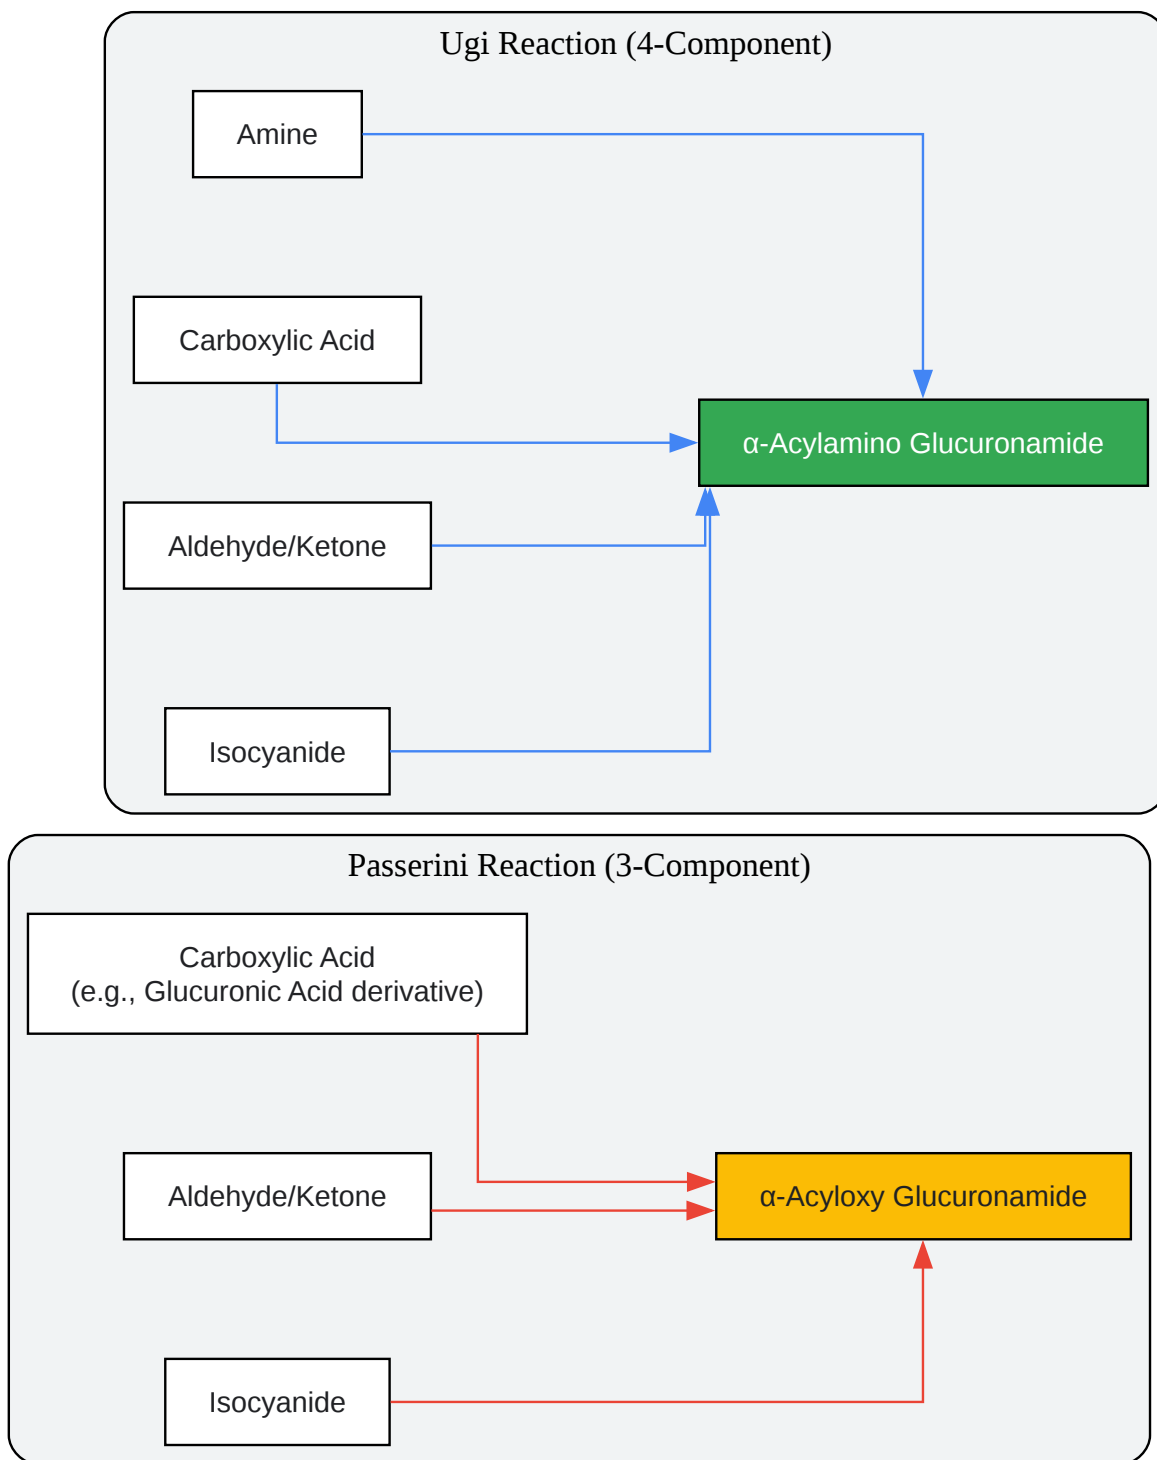 Ugi Reaction (4-Component)
Amine
Carboxylic Acid
α-Acylamino Glucuronamide
Aldehyde/Ketone
Isocyanide
Passerini Reaction (3-Component)
Carboxylic Acid
(e.g., Glucuronic Acid derivative)
Aldehyde/Ketone
α-Acyloxy Glucuronamide
Isocyanide